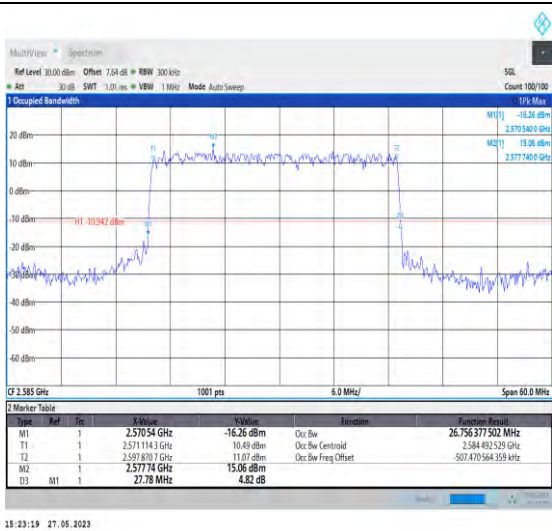 MultiView Spectrum
Ref Level 30.00 dBm Offset 7.64 dB RBW 300 kHz SGL
Att 30 dB SWT 1.01 ms VBW 1 MHz Mode Auto Sweep Count 100/100
1 Occupied Bandwidth 1Pk Max
M1[1] -16.26 dBm
2.570540 0 GHz
M2[1] 15.06 dBm
2.577740 0 GHz
20 dBm
T1 M2 T2
10 dBm
0 dBm
-10 dBm
H1 -10.942 dBm
M1 D3
-20 dBm
-30 dBm
-40 dBm
-50 dBm
-60 dBm
CF 2.585 GHz 1001 pts 6.0 MHz/ Span 60.0 MHz
2 Marker Table
Type Ref Trc X-Value Y-Value Function Function Result
M1 1 2.57054 GHz -16.26 dBm Occ Bw 26.756 377 502 MHz
T1 1 2.571 114 3 GHz 10.49 dBm Occ Bw Centroid 2.584 492 529 GHz
T2 1 2.597 870 7 GHz 11.07 dBm Occ Bw Freq Offset -507.470 564 359 kHz
M2 1 2.57774 GHz 15.06 dBm
D3 M1 1 27.78 MHz 4.82 dB
15:23:19 27.05.2023